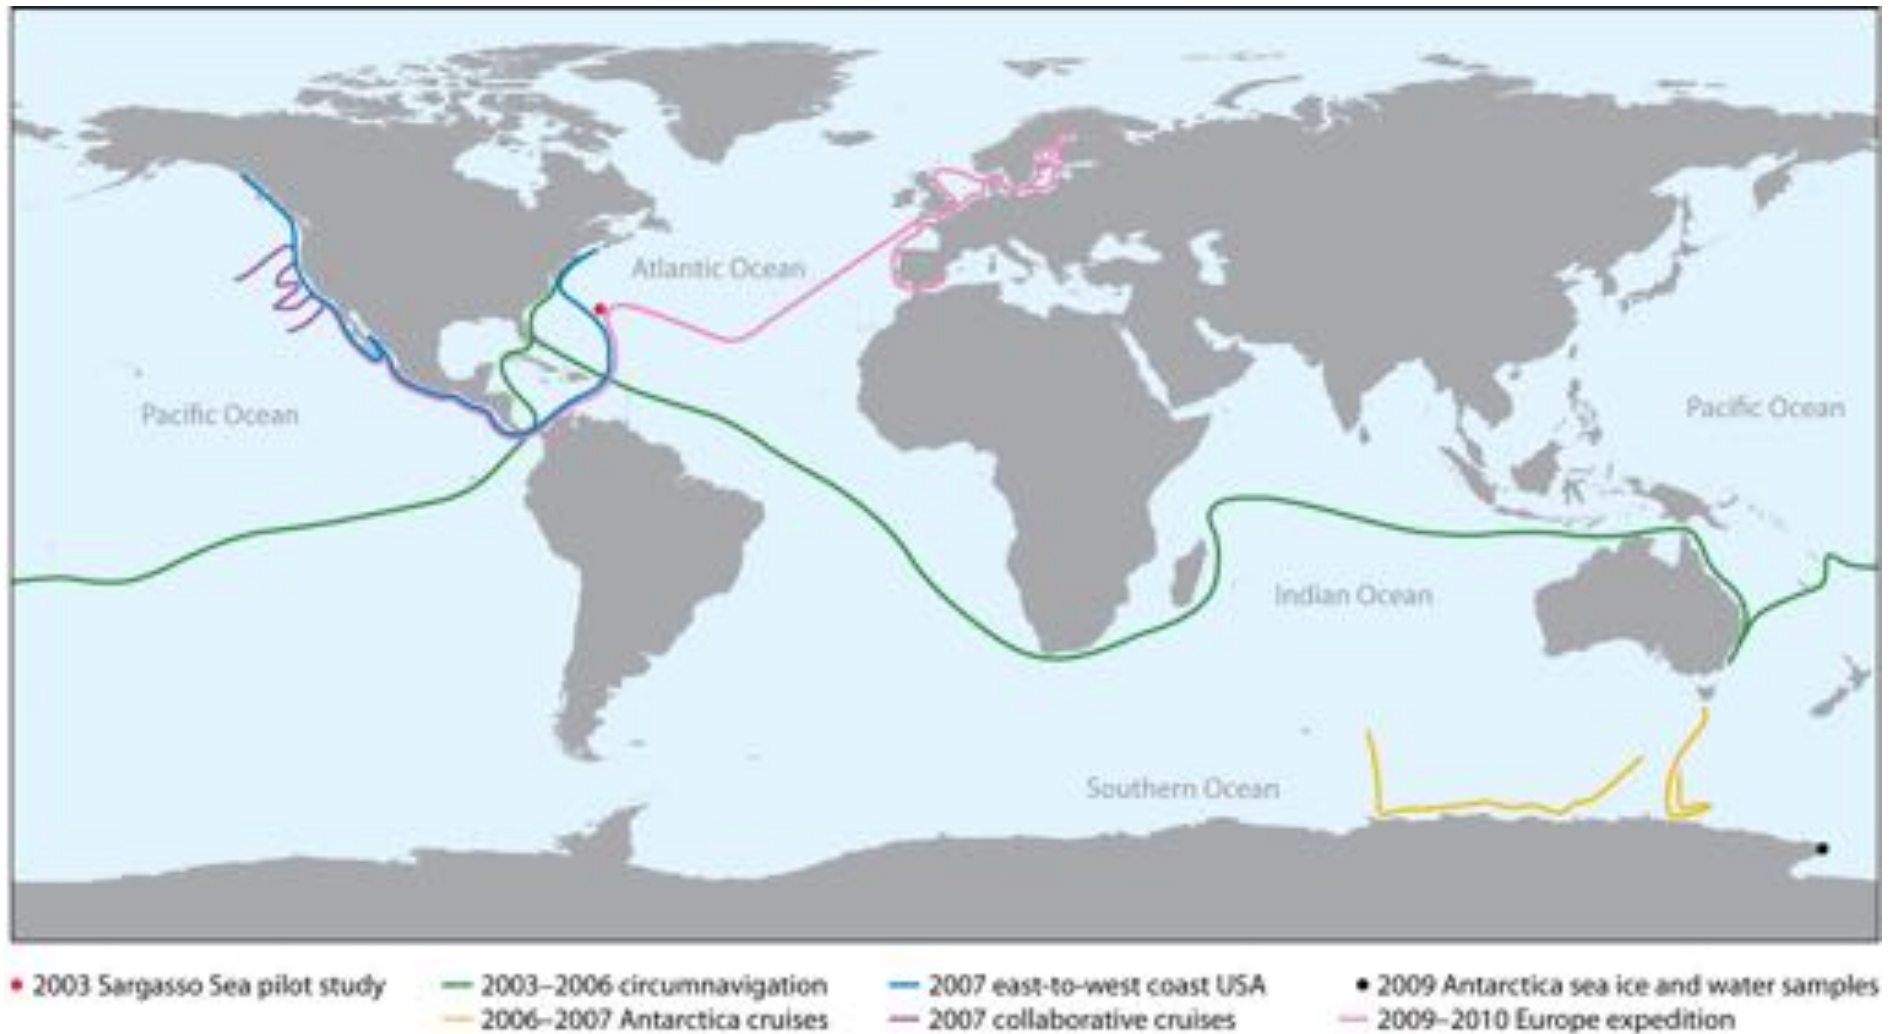 Atlantic Ocean
Pacific Ocean
Pacific Ocean
Indian Ocean
Southern Ocean
2003 Sargasso Sea pilot study
2003–2006 circumnavigation
2007 east-to-west coast USA
2009 Antarctica sea ice and water samples
2006–2007 Antarctica cruises
2007 collaborative cruises
2009–2010 Europe expedition